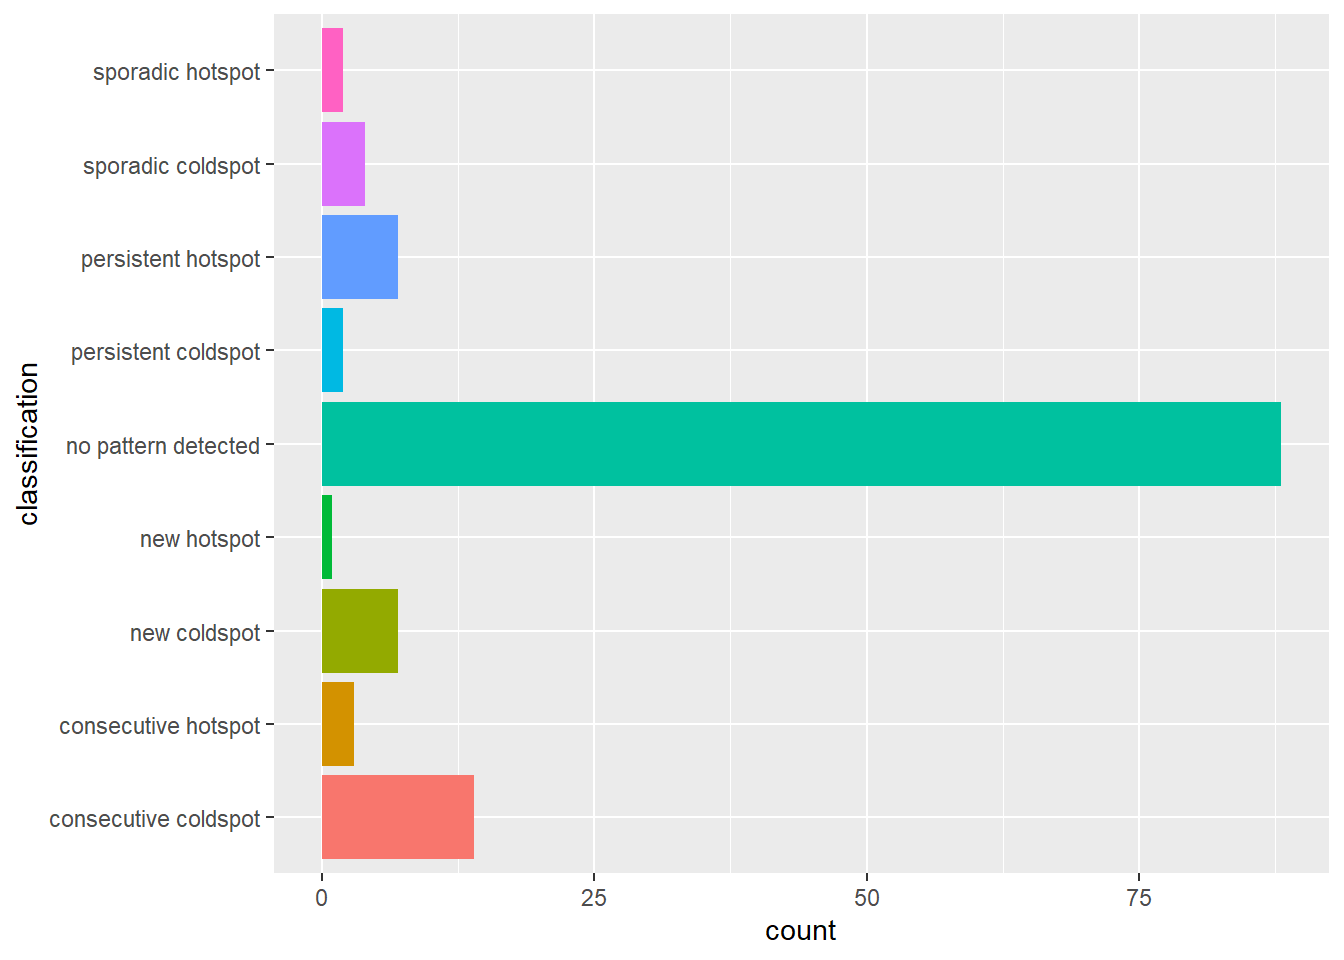 sporadic hotspot
sporadic coldspot
persistent hotspot
persistent coldspot
no pattern detected
new hotspot
new coldspot
consecutive hotspot
consecutive coldspot
classification
0 25 50 75
count